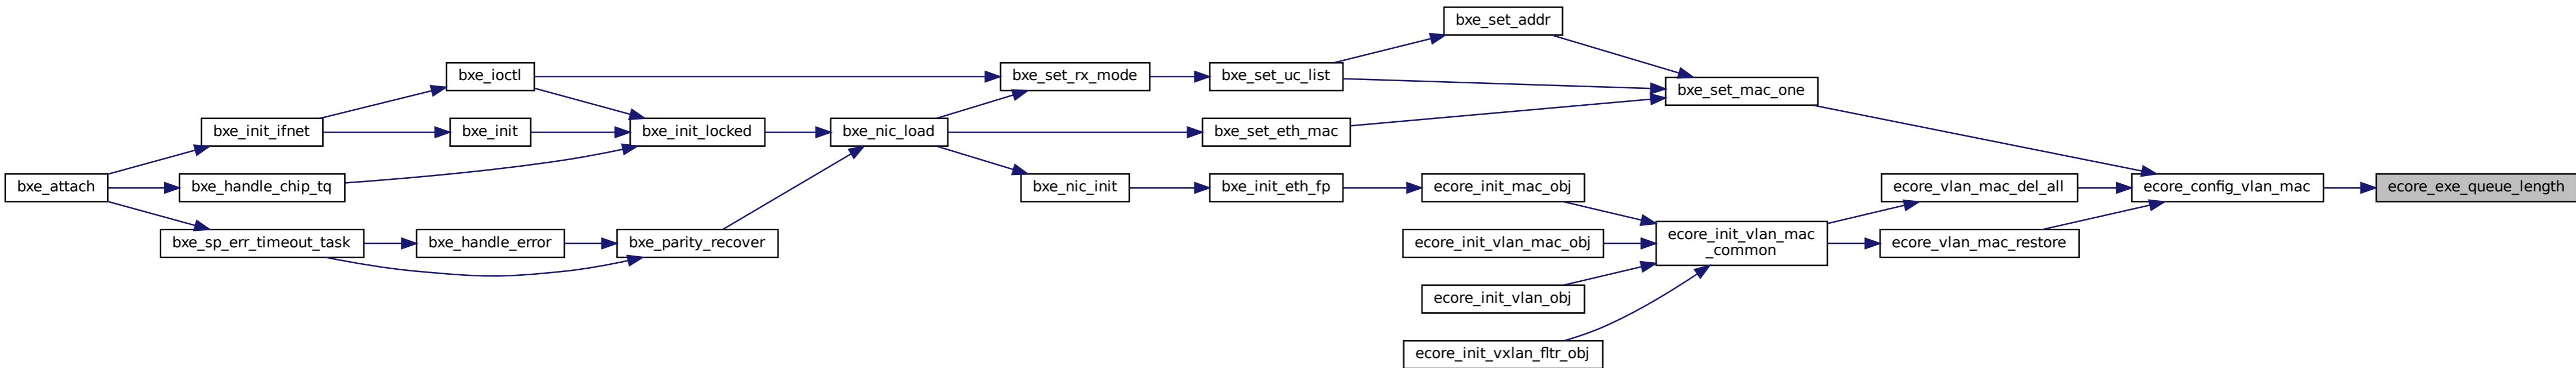 bxe_set_addr
bxe_ioctl
bxe_set_rx_mode
bxe_set_uc_list
bxe_set_mac_one
bxe_init_ifnet
bxe_init
bxe_init_locked
bxe_nic_load
bxe_set_eth_mac
bxe_attach
bxe_handle_chip_tq
bxe_nic_init
bxe_init_eth_fp
ecore_init_mac_obj
ecore_vlan_mac_del_all
ecore_config_vlan_mac
ecore_exe_queue_length
bxe_sp_err_timeout_task
bxe_handle_error
bxe_parity_recover
ecore_init_vlan_mac_obj
ecore_init_vlan_mac
_common
ecore_vlan_mac_restore
ecore_init_vlan_obj
ecore_init_vxlan_fltr_obj